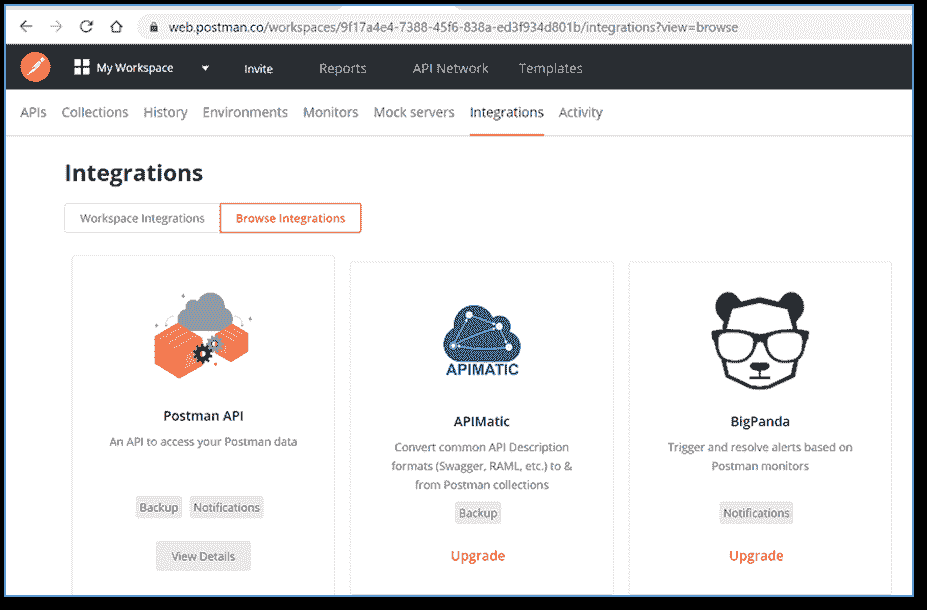 web.postman.co/workspaces/9f17a4e4-7388-45f6-838a-ed3f934d801b/integrations?view=browse
My Workspace Invite Reports API Network Templates
APIs Collections History Environments Monitors Mock servers Integrations Activity
Integrations
Workspace Integrations Browse Integrations
Postman API
An API to access your Postman data
Backup Notifications
View Details
APIMATIC
APIMatic
Convert common API Description
formats (Swagger, RAML, etc.) to &
from Postman collections
Backup
Upgrade
BigPanda
Trigger and resolve alerts based on
Postman monitors
Notifications
Upgrade